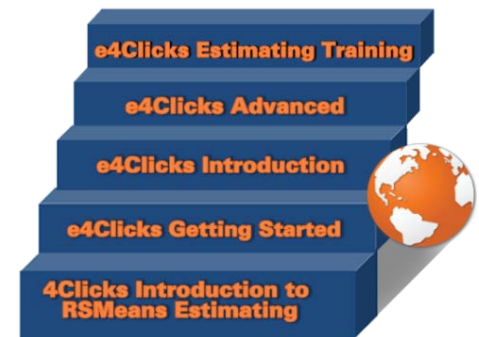 e4Clicks Estimating Training
e4Clicks Advanced
e4Clicks Introduction
e4Clicks Getting Started
4Clicks Introduction to
RSMeans Estimating